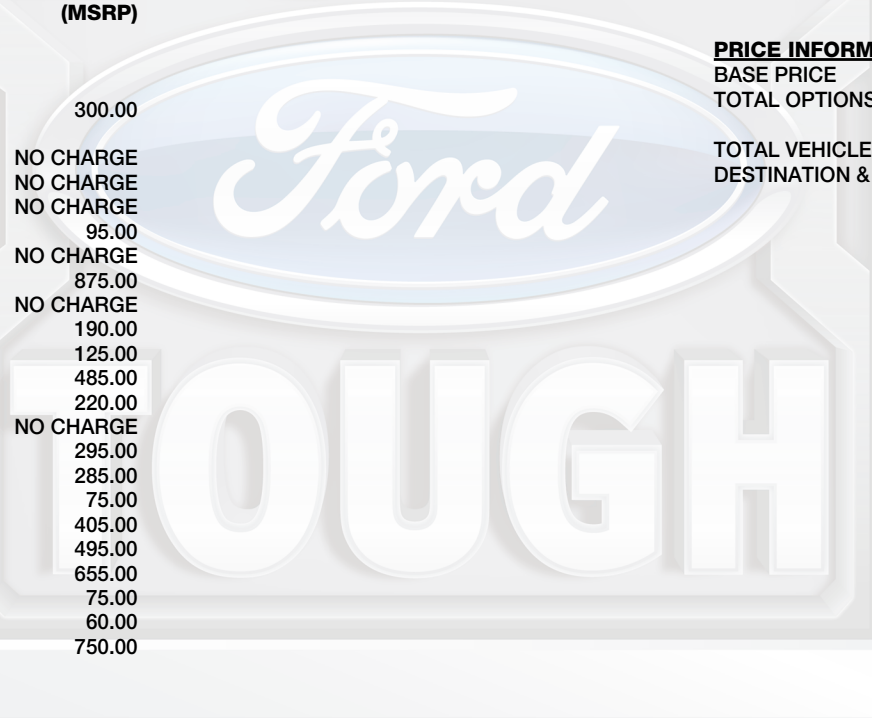 (MSRP)
300.00
NO CHARGE
NO CHARGE
NO CHARGE
95.00
NO CHARGE
875.00
NO CHARGE
190.00
125.00
485.00
220.00
NO CHARGE
295.00
285.00
75.00
405.00
495.00
655.00
75.00
60.00
750.00
PRICE INFORM
BASE PRICE
TOTAL OPTIONS
TOTAL VEHICLE
DESTINATION &
Ford
TOUGH